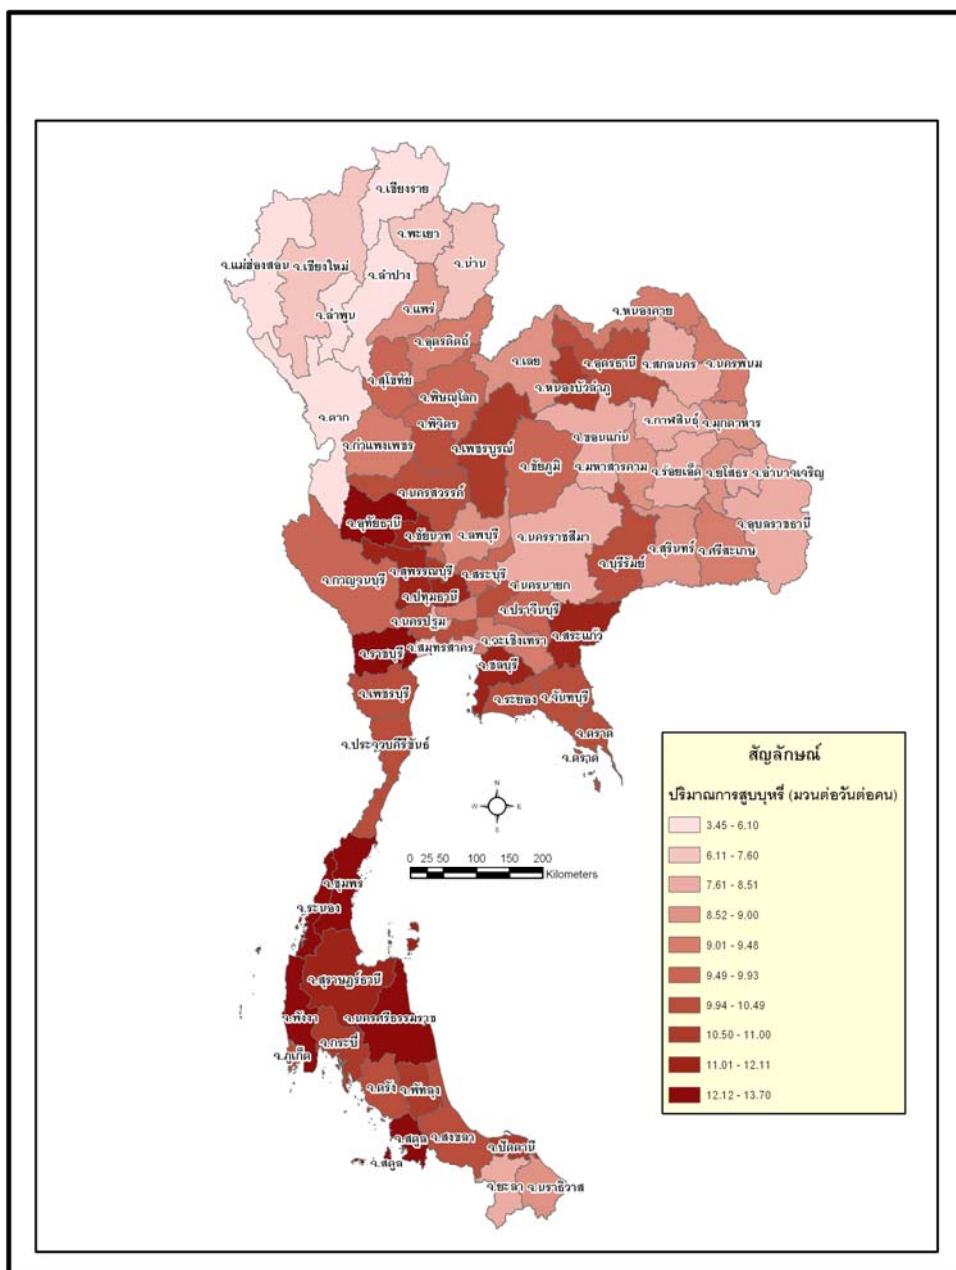 จ.เชียงราย
จ.พะเยา
จ.น่าน
จ.แม่ฮ่องสอน
จ.เชียงใหม่
จ.ลำปาง
จ.ลำพูน
จ.แพร่
จ.หนองคาย
จ.อุตรดิตถ์
จ.เลย
จ.อุดรธานี
จ.สกลนคร
จ.นครพนม
จ.สุโขทัย
จ.พิษณุโลก
จ.หนองบัวลำภู
จ.ตาก
จ.พิจิตร
จ.กาฬสินธุ์
จ.มุกดาหาร
จ.กำแพงเพชร
จ.เพชรบูรณ์
จ.ขอนแก่น
จ.ชัยภูมิ
จ.มหาสารคาม
จ.ร้อยเอ็ด
จ.ยโสธร
จ.อำนาจเจริญ
จ.นครสวรรค์
จ.อุทัยธานี
จ.ชัยนาท
จ.ลพบุรี
จ.นครราชสีมา
จ.อุบลราชธานี
จ.บุรีรัมย์
จ.สุรินทร์
จ.ศรีสะเกษ
จ.กาญจนบุรี
จ.สุพรรณบุรี
จ.สระบุรี
จ.นครนายก
จ.ปทุมธานี
จ.ปราจีนบุรี
จ.นครปฐม
จ.สระแก้ว
จ.ราชบุรี
จ.สมุทรสาคร
จ.ฉะเชิงเทรา
จ.ชลบุรี
จ.เพชรบุรี
จ.ระยอง
จ.จันทบุรี
จ.ประจวบคีรีขันธ์
จ.ตราด
จ.ตราด
สัญลักษณ์
ปริมาณการสูบบุหรี่ (มวนต่อวันต่อคน)
3.45 - 6.10
6.11 - 7.60
7.61 - 8.51
8.52 - 9.00
9.01 - 9.48
9.49 - 9.93
9.94 - 10.49
10.50 - 11.00
11.01 - 12.11
12.12 - 13.70
N
W E
S
0 25 50 100 150 200
Kilometers
จ.ชุมพร
จ.ระนอง
จ.สุราษฎร์ธานี
จ.พังงา
จ.นครศรีธรรมราช
จ.กระบี่
จ.ภูเก็ต
จ.ตรัง
จ.พัทลุง
จ.สตูล
จ.สงขลา
จ.ปัตตานี
จ.สตูล
จ.ยะลา
จ.นราธิวาส